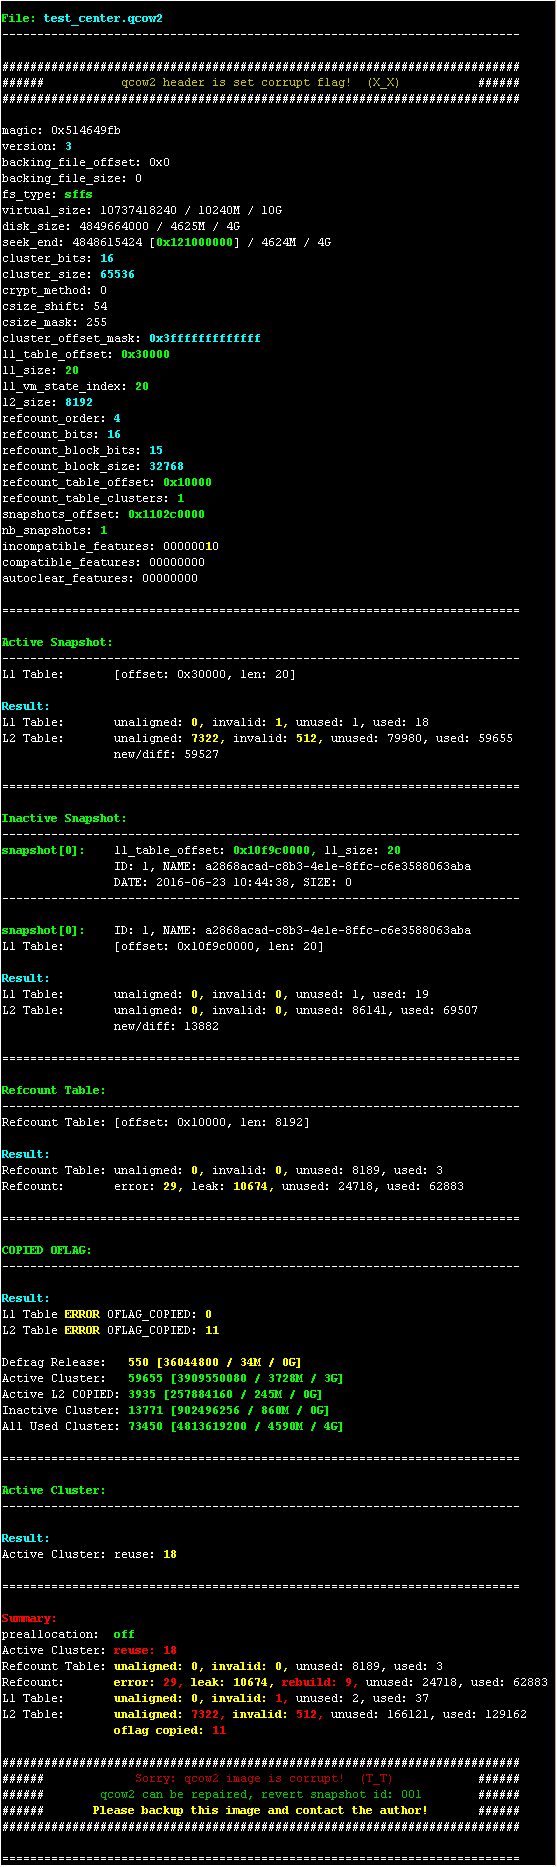 File: test_center.qcow2
--------------------------------------------------------------------------
##########################################################################
###### qcow2 header is set corrupt flag! (X_X) ######
##########################################################################
magic: 0x514649fb
version: 3
backing_file_offset: 0x0
backing_file_size: 0
fs_type: sffs
virtual_size: 10737418240 / 10240M / 10G
disk_size: 4849664000 / 4625M / 4G
seek_end: 4848615424 [0x121000000] / 4624M / 4G
cluster_bits: 16
cluster_size: 65536
crypt_method: 0
csize_shift: 54
csize_mask: 255
cluster_offset_mask: 0x3fffffffffffff
l1_table_offset: 0x30000
l1_size: 20
l1_vm_state_index: 20
l2_size: 8192
refcount_order: 4
refcount_bits: 16
refcount_block_bits: 15
refcount_block_size: 32768
refcount_table_offset: 0x10000
refcount_table_clusters: 1
snapshots_offset: 0x1102c0000
nb_snapshots: 1
incompatible_features: 00000010
compatible_features: 00000000
autoclear_features: 00000000
==========================================================================
Active Snapshot:
--------------------------------------------------------------------------
L1 Table: [offset: 0x30000, len: 20]
Result:
L1 Table: unaligned: 0, invalid: 1, unused: 1, used: 18
L2 Table: unaligned: 7322, invalid: 512, unused: 79980, used: 59655
new/diff: 59527
==========================================================================
Inactive Snapshot:
--------------------------------------------------------------------------
snapshot[0]: l1_table_offset: 0x10f9c0000, l1_size: 20
ID: 1, NAME: a2868acad-c8b3-4e1e-8ffc-c6e3588063aba
DATE: 2016-06-23 10:44:38, SIZE: 0
--------------------------------------------------------------------------
snapshot[0]: ID: 1, NAME: a2868acad-c8b3-4e1e-8ffc-c6e3588063aba
L1 Table: [offset: 0x10f9c0000, len: 20]
Result:
L1 Table: unaligned: 0, invalid: 0, unused: 1, used: 19
L2 Table: unaligned: 0, invalid: 0, unused: 86141, used: 69507
new/diff: 13882
==========================================================================
Refcount Table:
--------------------------------------------------------------------------
Refcount Table: [offset: 0x10000, len: 8192]
Result:
Refcount Table: unaligned: 0, invalid: 0, unused: 8189, used: 3
Refcount: error: 29, leak: 10674, unused: 24718, used: 62883
==========================================================================
COPIED OFLAG:
--------------------------------------------------------------------------
Result:
L1 Table ERROR OFLAG_COPIED: 0
L2 Table ERROR OFLAG_COPIED: 11
Defrag Release: 550 [36044800 / 34M / 0G]
Active Cluster: 59655 [3909550080 / 3728M / 3G]
Active L2 COPIED: 3935 [257884160 / 245M / 0G]
Inactive Cluster: 13771 [902496256 / 860M / 0G]
All Used Cluster: 73450 [4813619200 / 4590M / 4G]
==========================================================================
Active Cluster:
--------------------------------------------------------------------------
Result:
Active Cluster: reuse: 18
==========================================================================
Summary:
preallocation: off
Active Cluster: reuse: 18
Refcount Table: unaligned: 0, invalid: 0, unused: 8189, used: 3
Refcount: error: 29, leak: 10674, rebuild: 9, unused: 24718, used: 62883
L1 Table: unaligned: 0, invalid: 1, unused: 2, used: 37
L2 Table: unaligned: 7322, invalid: 512, unused: 166121, used: 129162
oflag copied: 11
##########################################################################
###### Sorry: qcow2 image is corrupt! (T_T) ######
###### qcow2 can be repaired, revert snapshot id: 001 ######
###### Please backup this image and contact the author! ######
##########################################################################
==========================================================================